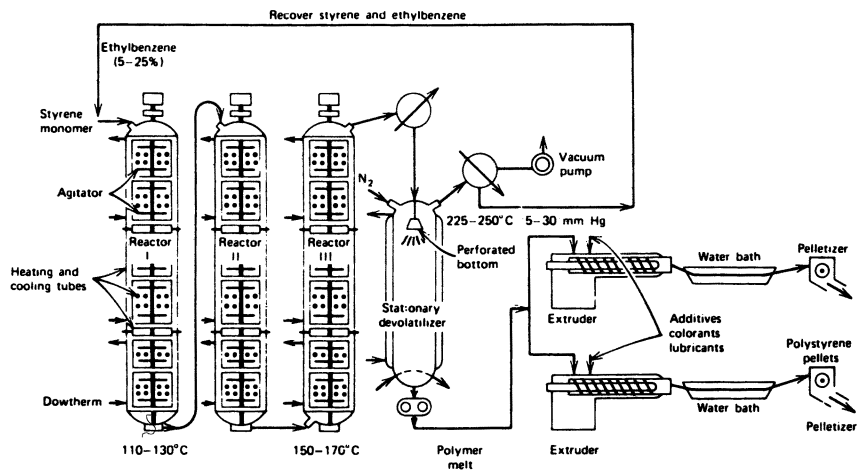 Recover styrene and ethylbenzene
Ethylbenzene
(5-25%)
Styrene
monomer
Agitator
Reactor
I
Reactor
II
Reactor
III
Heating and
cooling tubes
Dowtherm
110-130°C
150-170°C
N2
Vacuum
pump
225-250°C 5-30 mm Hg
Perforated
bottom
Stationary
devolatilizer
Polymer
melt
Extruder
Water bath
Pelletizer
Additives
colorants
lubricants
Polystyrene
pellets
Extruder
Water bath
Pelletizer